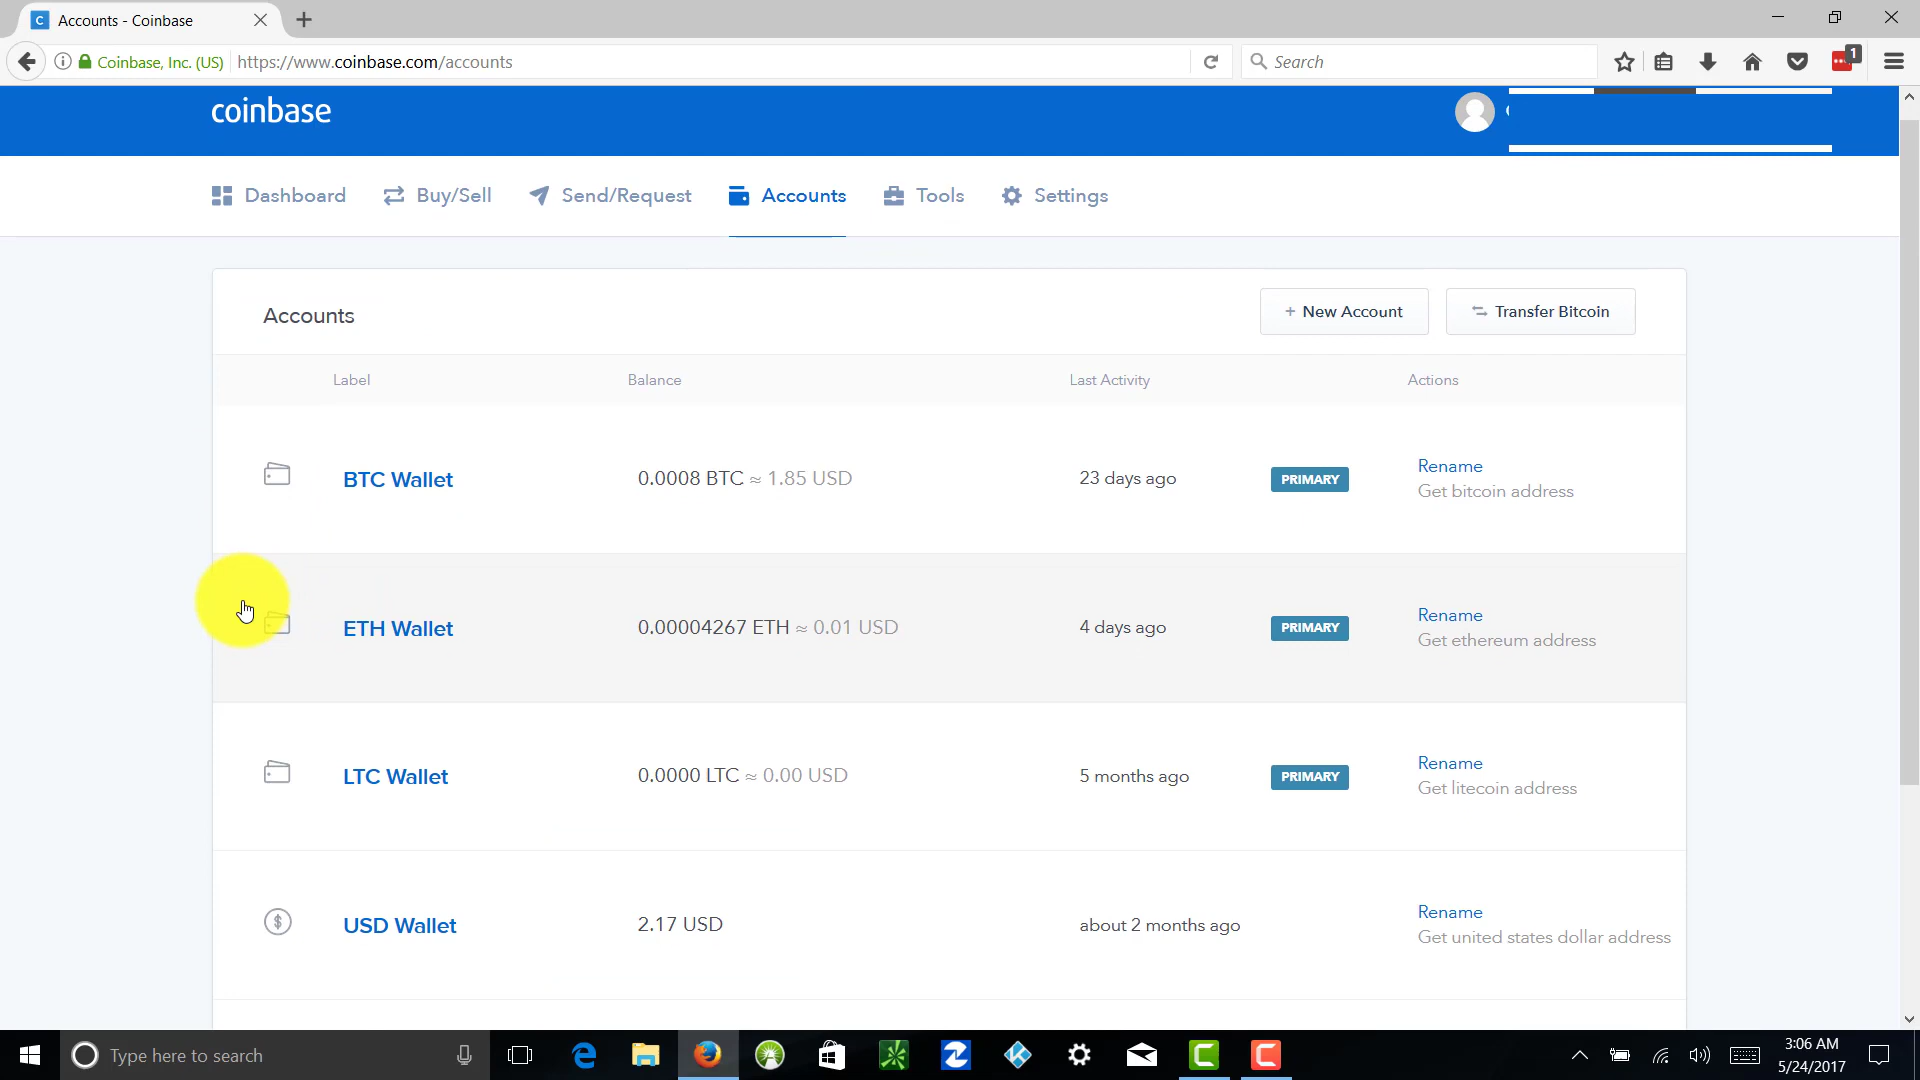 Accounts - Coinbase
Coinbase, Inc. (US)
https://www.coinbase.com/accounts
Search
1
coinbase
Dashboard
Buy/Sell
Send/Request
Accounts
Tools
Settings
Accounts
+ New Account
Transfer Bitcoin
Label
Balance
Last Activity
Actions
BTC Wallet
0.0008 BTC ≈ 1.85 USD
23 days ago
PRIMARY
Rename
Get bitcoin address
ETH Wallet
0.00004267 ETH ≈ 0.01 USD
4 days ago
PRIMARY
Rename
Get ethereum address
LTC Wallet
0.0000 LTC ≈ 0.00 USD
5 months ago
PRIMARY
Rename
Get litecoin address
USD Wallet
2.17 USD
about 2 months ago
Rename
Get united states dollar address
Type here to search
3:06 AM
5/24/2017